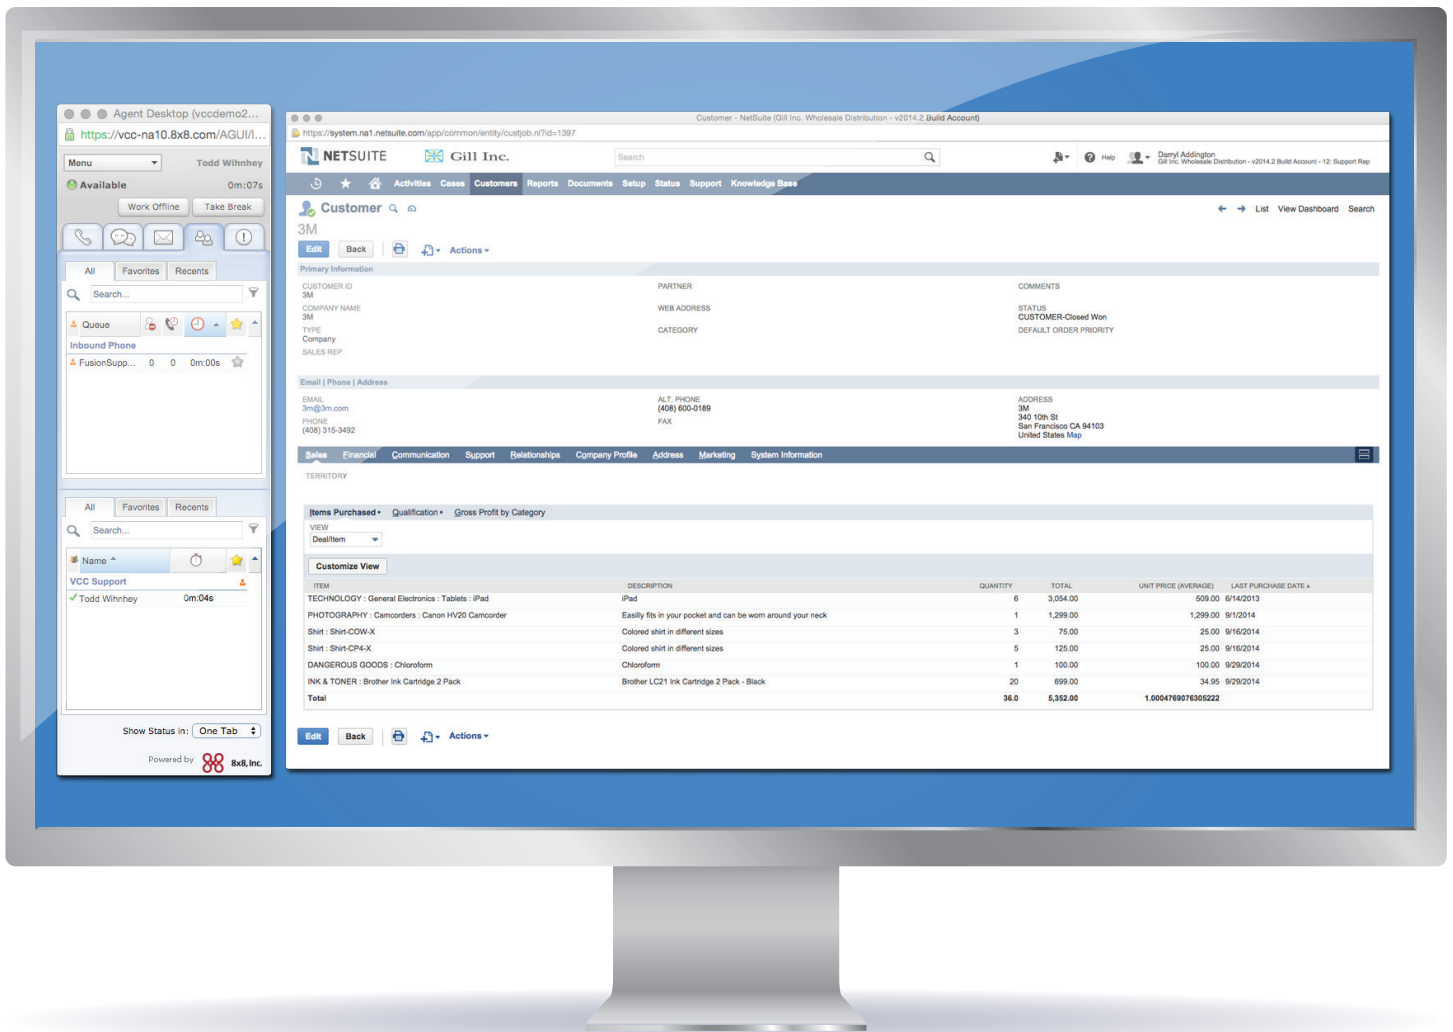 Agent Desktop (vccdemo2...
https://vcc-na10.8x8.com/AGUI/I...
Menu Todd Wihnhey
Available 0m:07s
Work Offline Take Break
All Favorites Recents
Search...
Queue
Inbound Phone
FusionSupp... 0 0 0m:00s
All Favorites Recents
Search...
Name
VCC Support
Todd Wihnhey 0m:04s
Show Status in: One Tab
Powered by 8x8, Inc.
Customer - NetSuite (Gill Inc. Wholesale Distribution - v2014.2 Build Account)
https://system.na1.netsuite.com/app/common/entity/custjob.nl?id=1397
N NETSUITE Gill Inc. Search Help Darryl Addington
Gill Inc. Wholesale Distribution - v2014.2 Build Account - 12: Support Rep
Activities Cases Customers Reports Documents Setup Status Support Knowledge Base
Customer List View Dashboard Search
3M
Edit Back Actions
Primary Information
CUSTOMER ID PARTNER COMMENTS
3M
COMPANY NAME WEB ADDRESS STATUS
3M CUSTOMER-Closed Won
TYPE CATEGORY DEFAULT ORDER PRIORITY
Company
SALES REP
Email | Phone | Address
EMAIL ALT. PHONE ADDRESS
3m@3m.com (408) 600-0189 3M
340 10th St
PHONE FAX
San Francisco CA 94103
(408) 315-3492
United States Map
Sales Financial Communication Support Relationships Company Profile Address Marketing System Information
TERRITORY
Items Purchased • Qualification • Gross Profit by Category
VIEW
Deal/Item
Customize View
ITEM DESCRIPTION QUANTITY TOTAL UNIT PRICE (AVERAGE) LAST PURCHASE DATE
TECHNOLOGY : General Electronics : Tablets : iPad iPad 6 3,054.00 509.00 6/14/2013
PHOTOGRAPHY : Camcorders : Canon HV20 Camcorder Easilly fits in your pocket and can be worn around your neck 1 1,299.00 1,299.00 9/1/2014
Shirt : Shirt-COW-X Colored shirt in different sizes 3 75.00 25.00 9/16/2014
Shirt : Shirt-CP4-X Colored shirt in different sizes 5 125.00 25.00 9/16/2014
DANGEROUS GOODS : Chloroform Chloroform 1 100.00 100.00 9/29/2014
INK & TONER : Brother Ink Cartridge 2 Pack Brother LC21 Ink Cartridge 2 Pack - Black 20 699.00 34.95 9/29/2014
Total 36.0 5,352.00 1.0004769076305222
Edit Back Actions